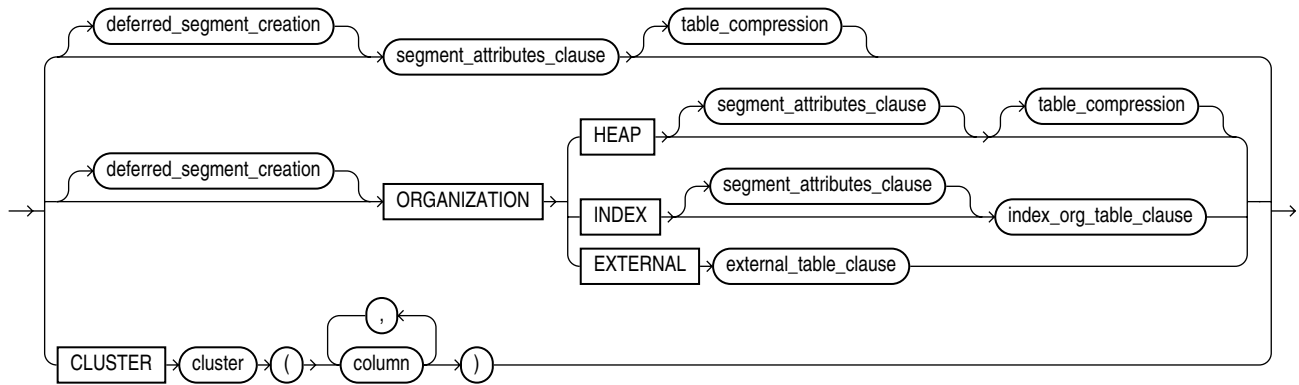 deferred_segment_creation table_compression
segment_attributes_clause
segment_attributes_clause table_compression
HEAP
deferred_segment_creation segment_attributes_clause
ORGANIZATION INDEX index_org_table_clause
EXTERNAL external_table_clause
,
CLUSTER cluster ( column )